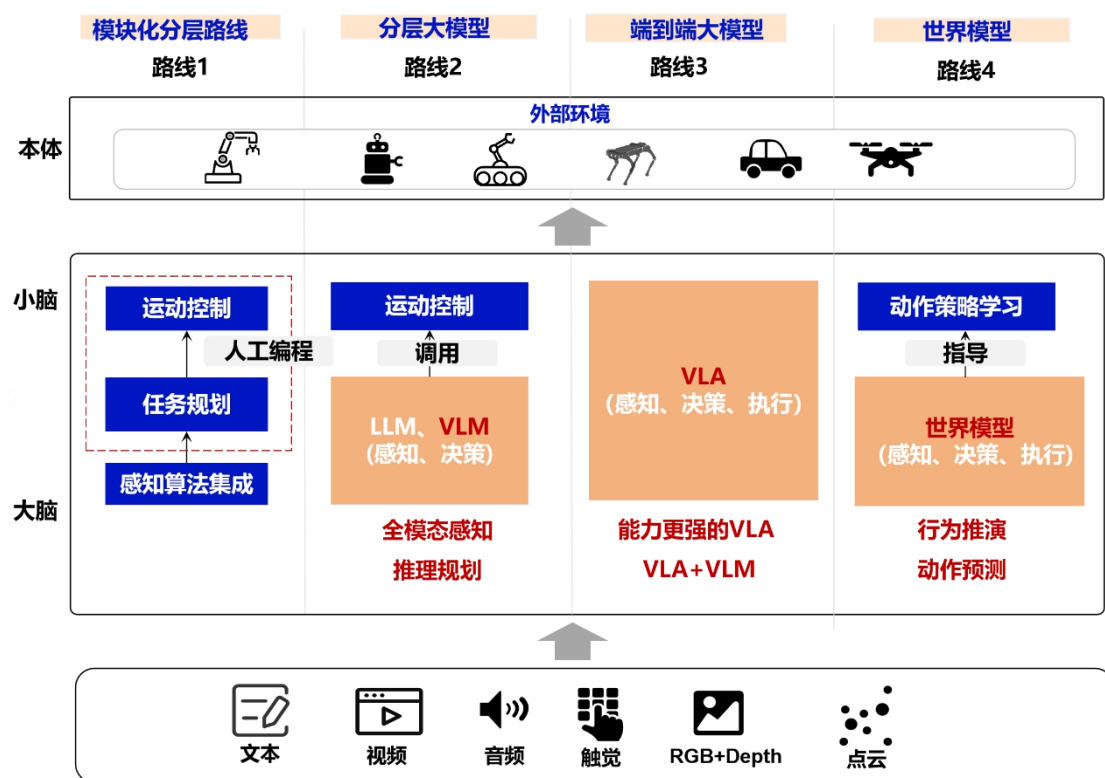 模块化分层路线
分层大模型
端到端大模型
世界模型
路线1
路线2
路线3
路线4
外部环境
本体
小脑
运动控制
运动控制
动作策略学习
人工编程
调用
指导
任务规划
LLM、VLM
(感知、决策)
VLA
(感知、决策、执行)
世界模型
(感知、决策、执行)
感知算法集成
大脑
全模态感知
能力更强的VLA
行为推演
推理规划
VLA+VLM
动作预测
文本
视频
音频
触觉
RGB+Depth
点云